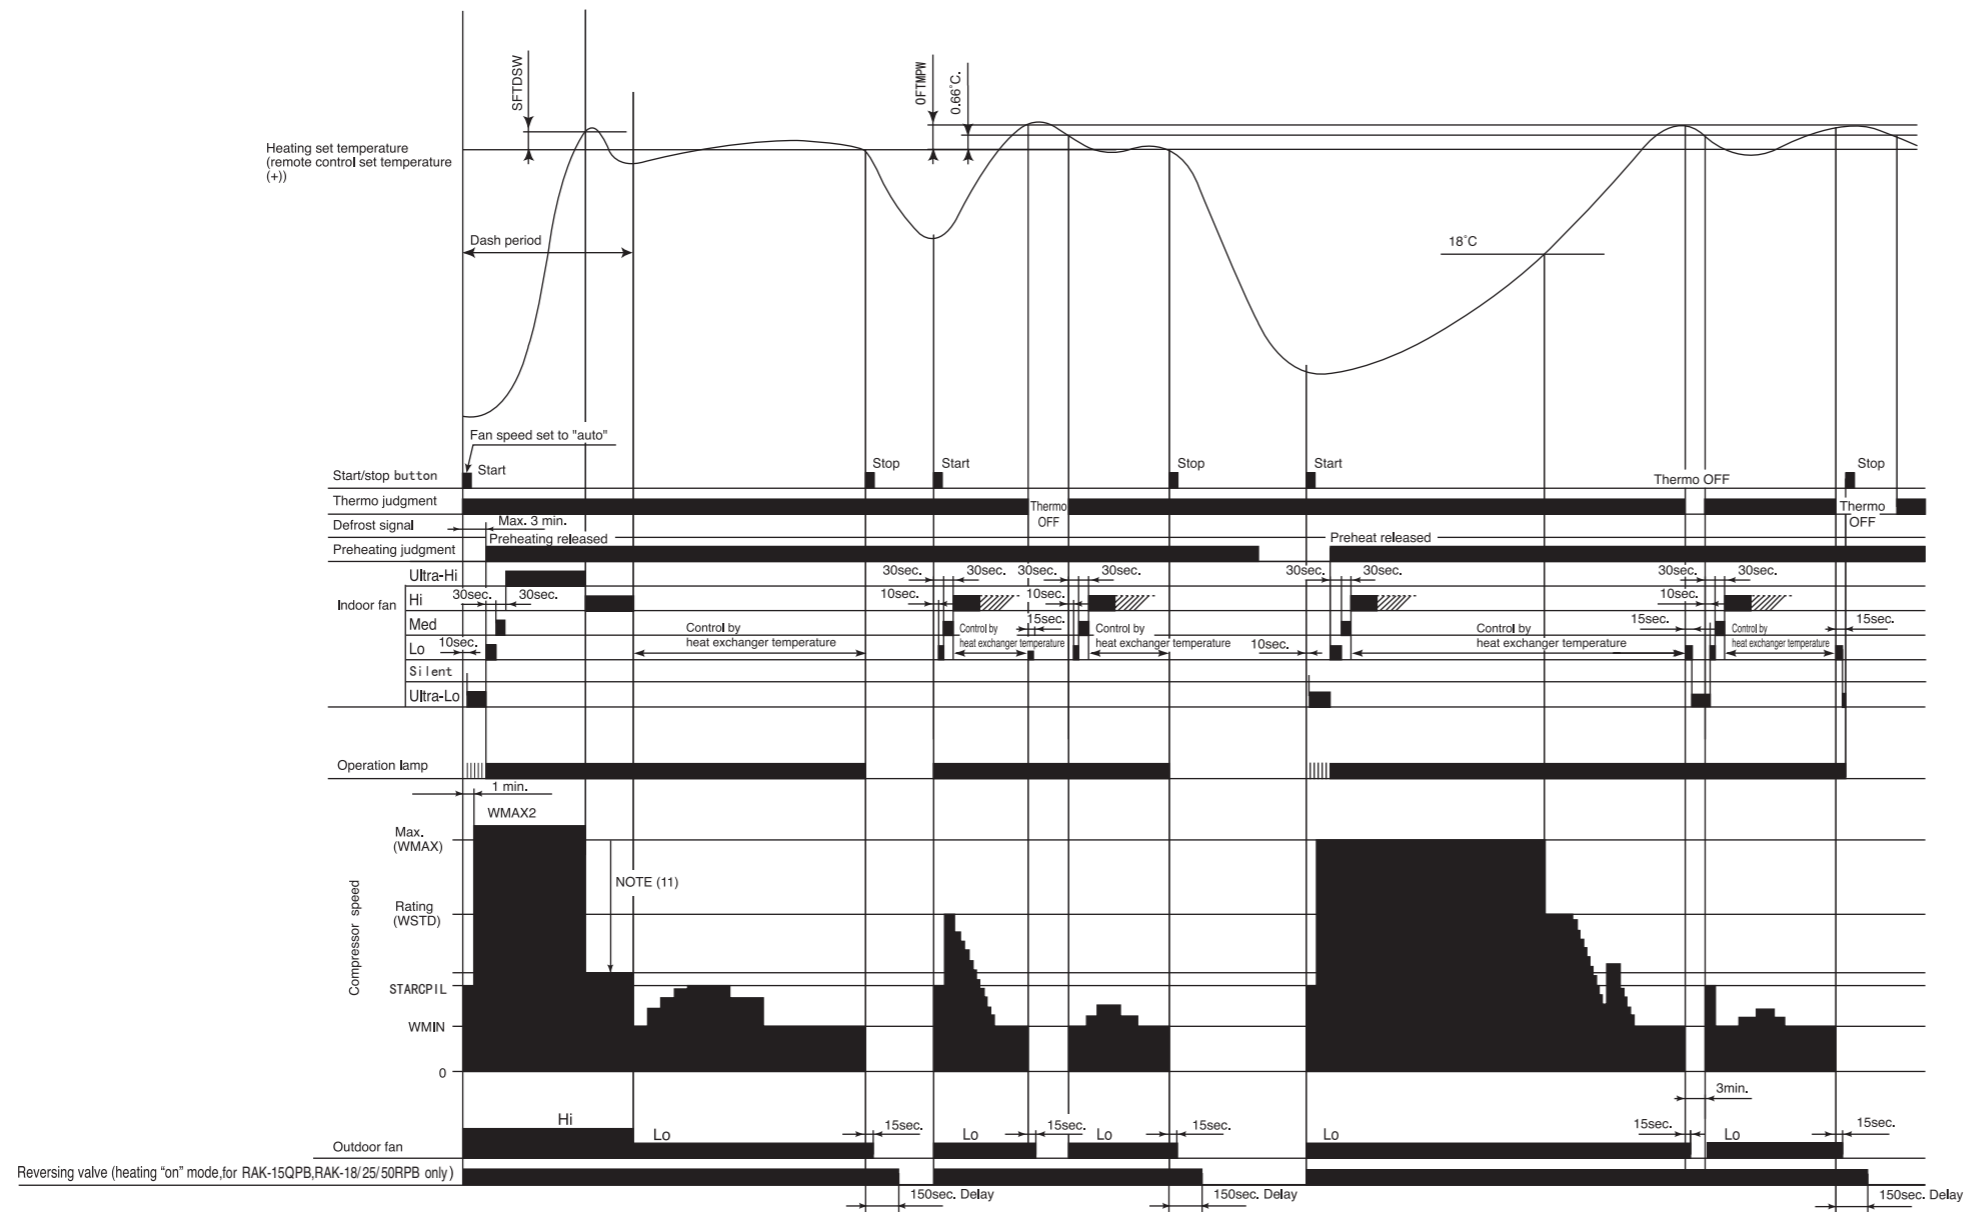 SFTDSW
OFTMPW
0.66°C.
Heating set temperature
(remote control set temperature
(+))
Dash period
18°C
Fan speed set to "auto"
Start/stop button
Start
Stop
Start
Stop
Start
Thermo OFF
Stop
Thermo judgment
Thermo
OFF
Thermo
OFF
Defrost signal
Max. 3 min.
Preheating released
Preheat released
Preheating judgment
Indoor fan
Ultra-Hi
30sec.
30sec.
30sec.
30sec.
30sec.
30sec.
30sec.
30sec.
Hi
30sec.
30sec.
10sec.
10sec.
10sec.
Med
Control by
heat exchanger temperature
Control by
heat exchanger temperature
15sec.
Control by
heat exchanger temperature
Control by
heat exchanger temperature
15sec.
Control by
heat exchanger temperature
15sec.
Lo
10sec.
10sec.
Silent
Ultra-Lo
Operation lamp
1 min.
WMAX2
Compressor speed
Max.
(WMAX)
NOTE (11)
Rating
(WSTD)
STARCPIL
WMIN
0
3min.
Outdoor fan
Hi
Lo
15sec.
Lo
15sec.
Lo
15sec.
Lo
15sec.
Lo
15sec.
Reversing valve (heating “on” mode,for RAK-15QPB,RAK-18/25/50RPB only)
150sec. Delay
150sec. Delay
150sec. Delay